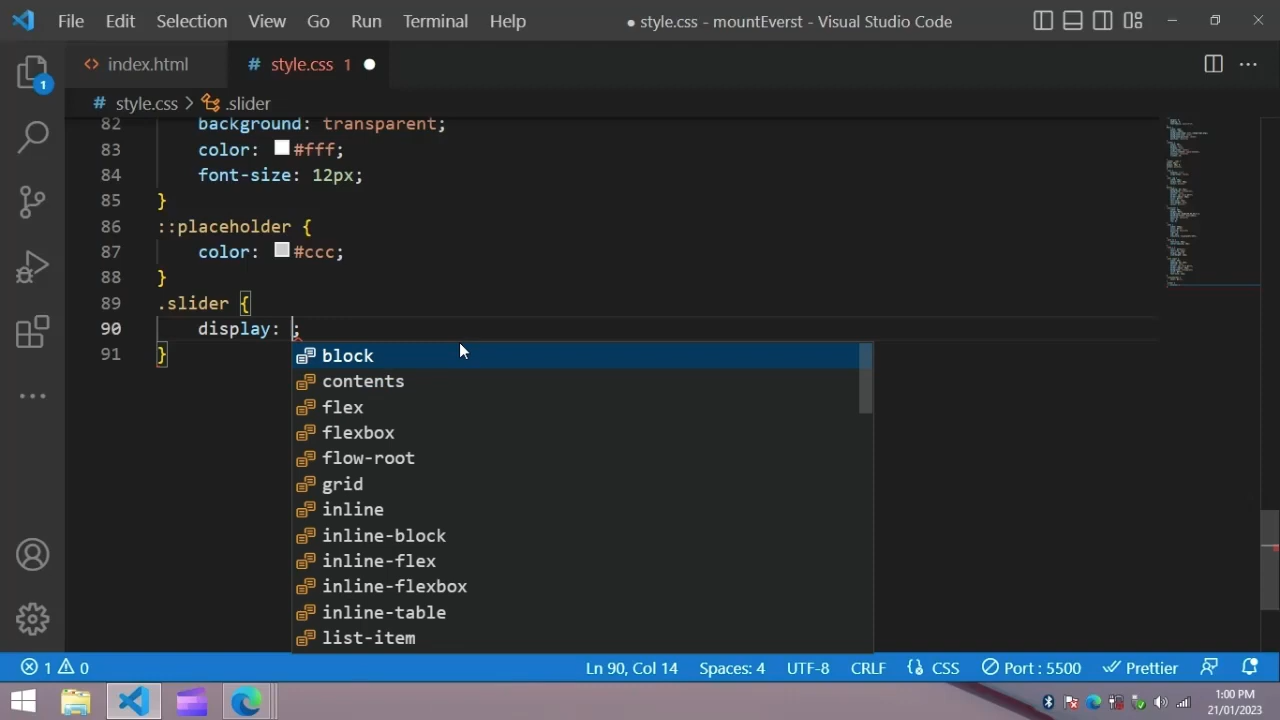 File Edit Selection View Go Run Terminal Help ● style.css - mountEverst - Visual Studio Code
index.html # style.css 1
# style.css > .slider
82 background: transparent;
83 color: #fff;
84 font-size: 12px;
85 }
86 ::placeholder {
87 color: #ccc;
88 }
89 .slider {
90 display: ;
91 }
block
contents
flex
flexbox
flow-root
grid
inline
inline-block
inline-flex
inline-flexbox
inline-table
list-item
1
1 0 Ln 90, Col 14 Spaces: 4 UTF-8 CRLF CSS Port : 5500 Prettier
1:00 PM
21/01/2023